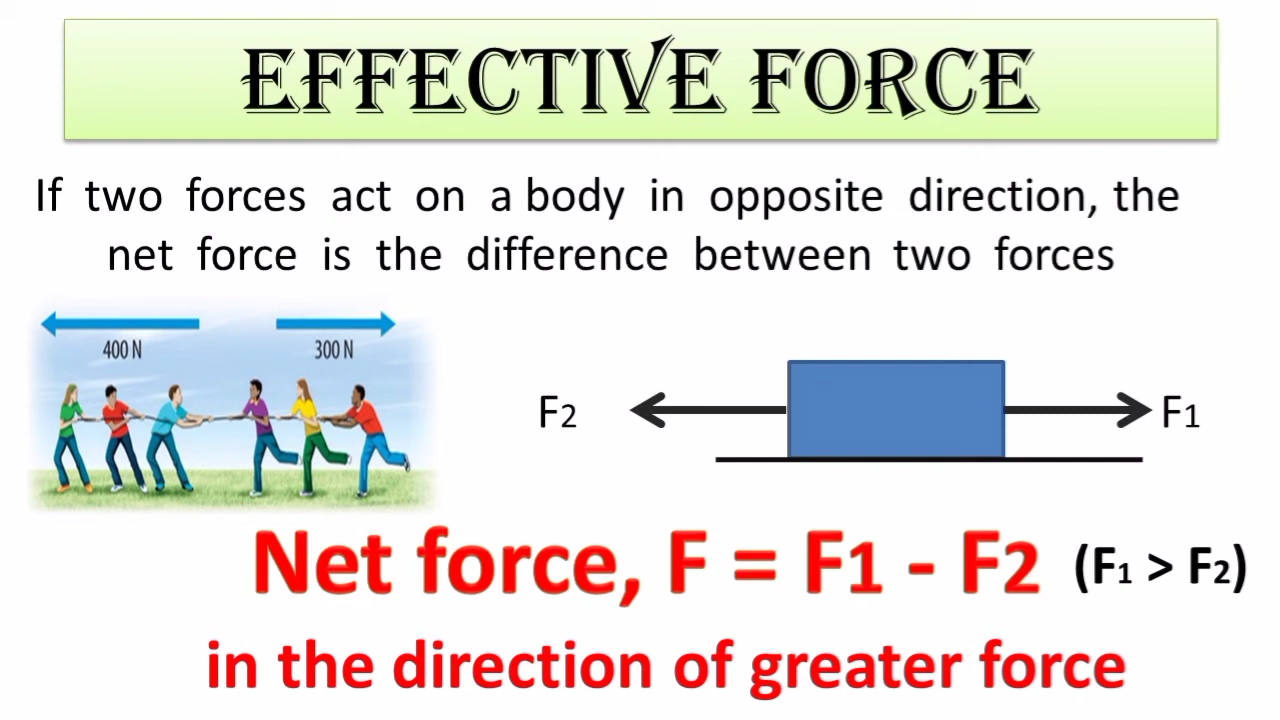 EFFECTIVE FORCE
If two forces act on a body in opposite direction, the
net force is the difference between two forces
400 N
300 N
F2
F1
Net force, F = F1 - F2 (F1 > F2)
in the direction of greater force